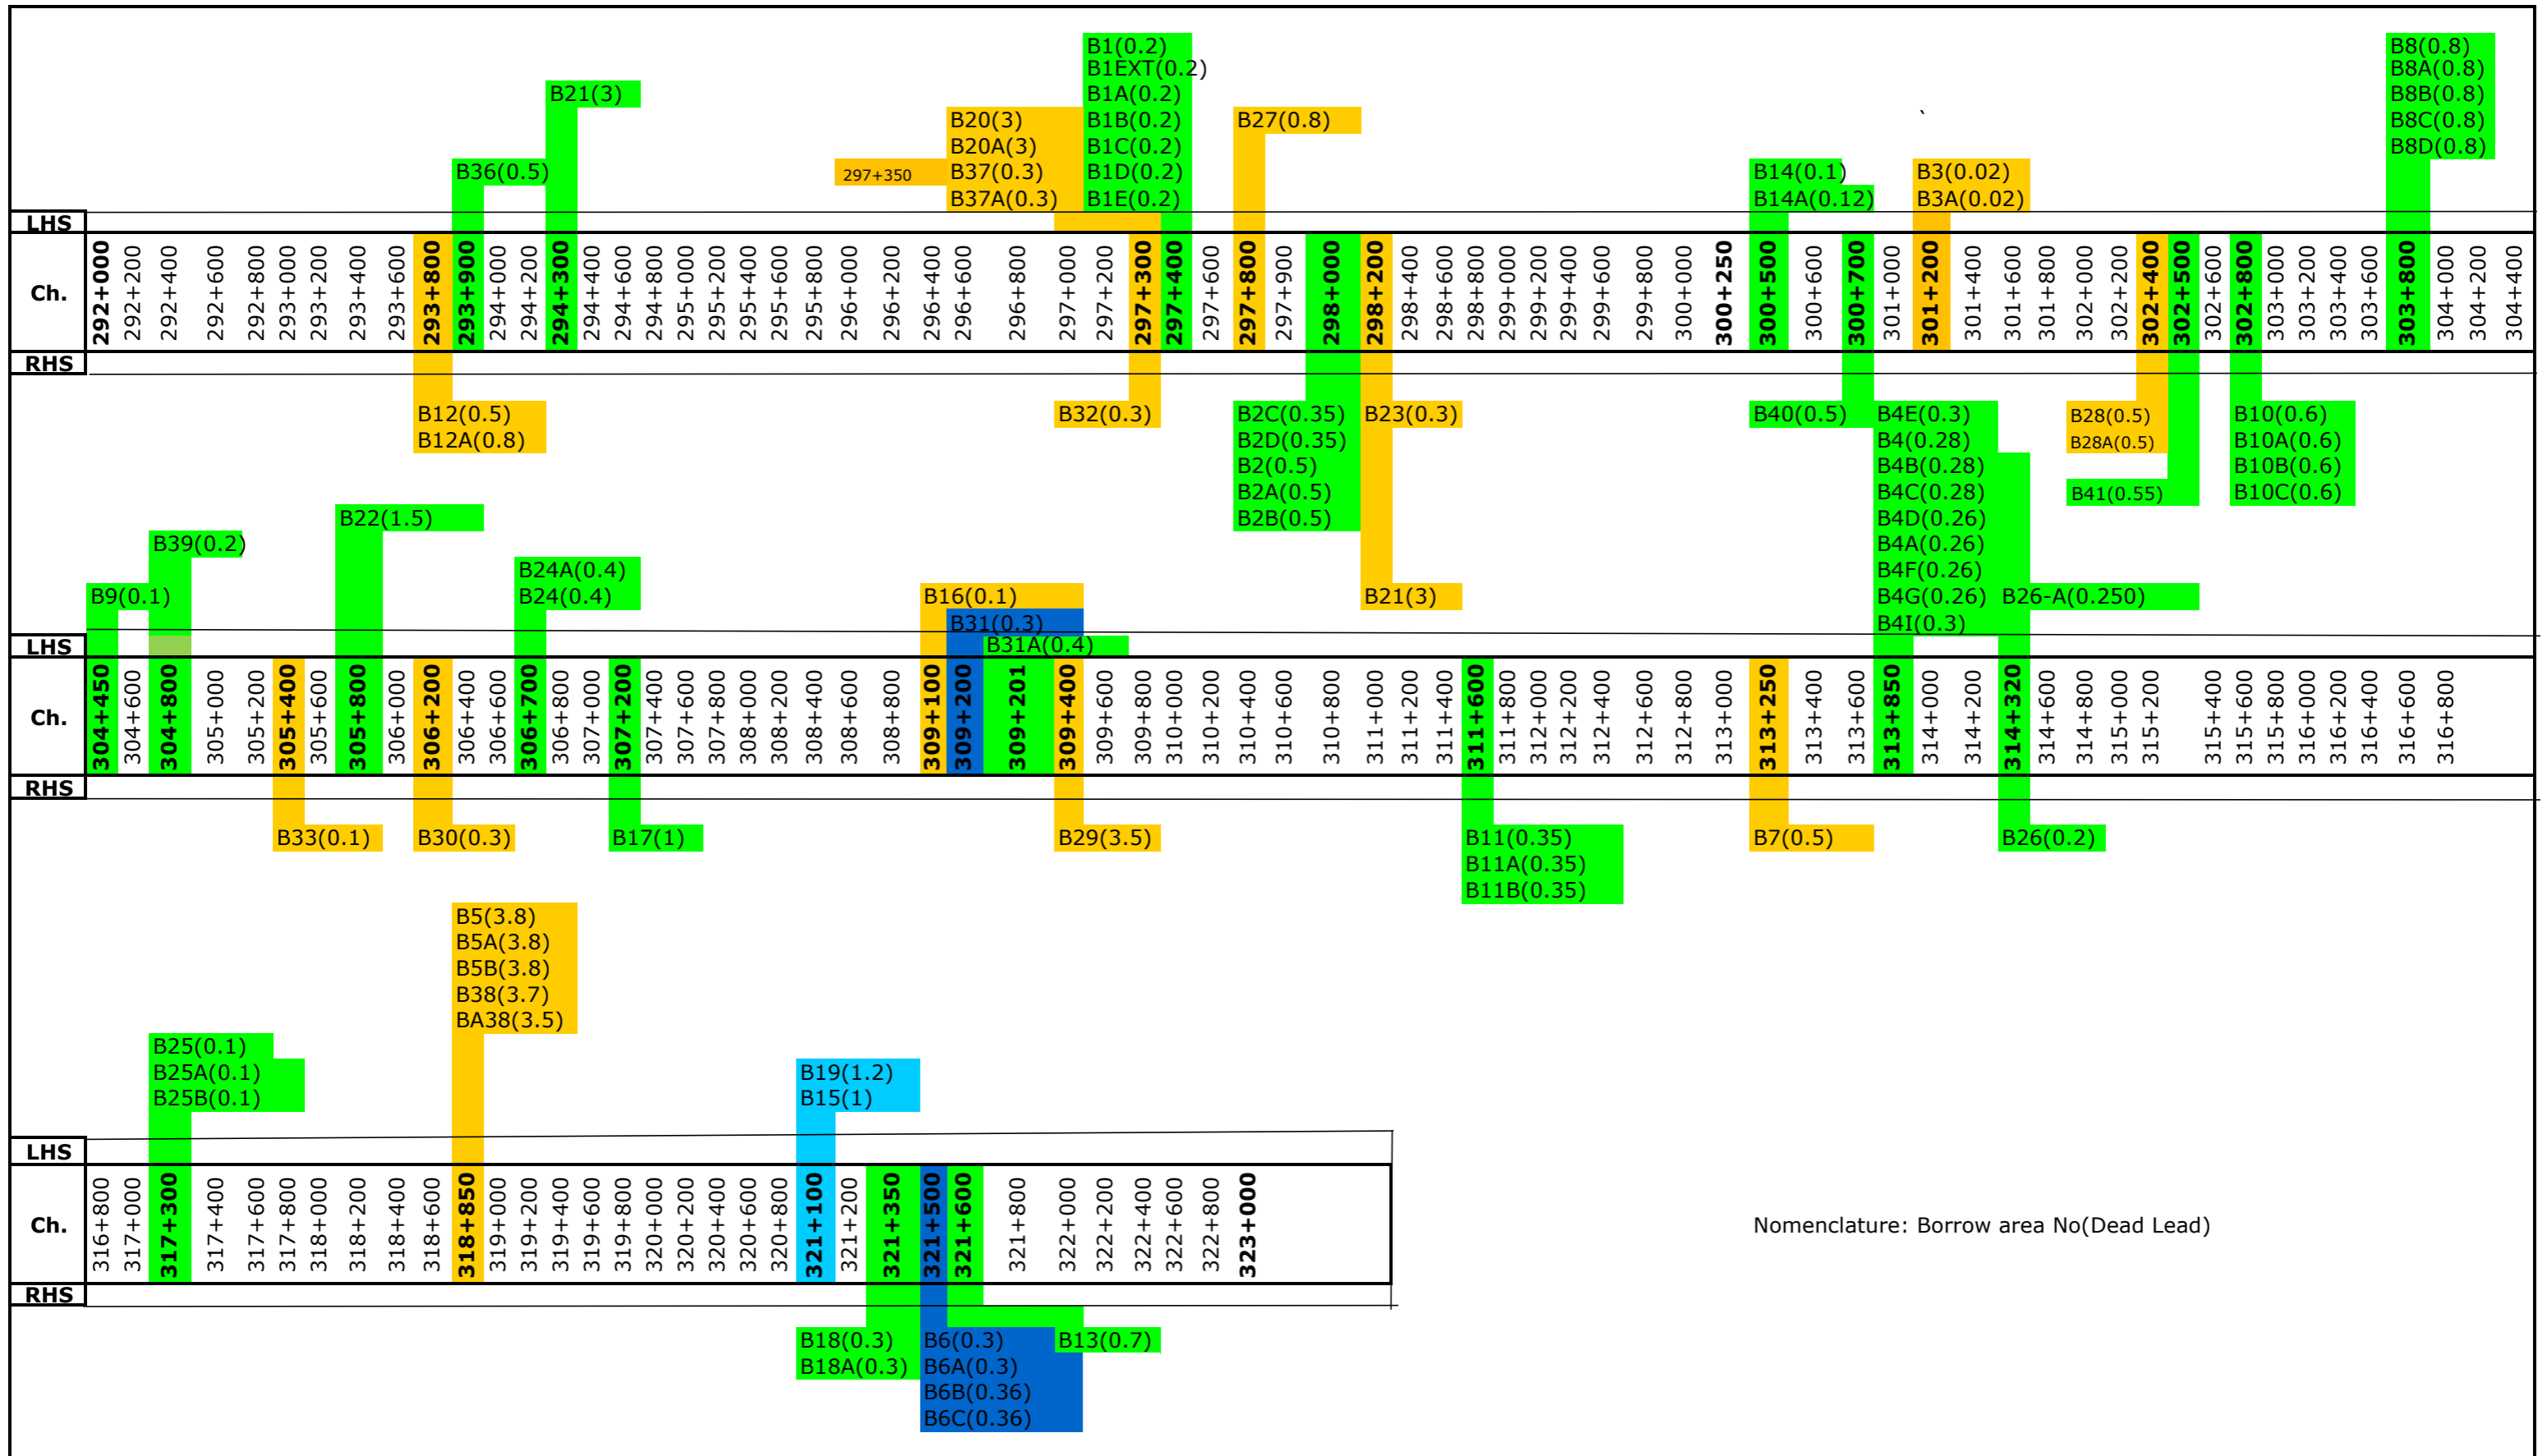 B1(0.2)
B8(0.8)
B1EXT(0.2)
B8A(0.8)
B21(3)
B1A(0.2)
B8B(0.8)
B20(3)
B1B(0.2)
B27(0.8)
`
B8C(0.8)
B20A(3)
B1C(0.2)
B8D(0.8)
B36(0.5)
297+350
B37(0.3)
B1D(0.2)
B14(0.1)
B3(0.02)
B37A(0.3)
B1E(0.2)
B14A(0.12)
B3A(0.02)
LHS
Ch.
292+000
292+200
292+400
292+600
292+800
293+000
293+200
293+400
293+600
293+800
293+900
294+000
294+200
294+300
294+400
294+600
294+800
295+000
295+200
295+400
295+600
295+800
296+000
296+200
296+400
296+600
296+800
297+000
297+200
297+300
297+400
297+600
297+800
297+900
298+000
298+200
298+400
298+600
298+800
299+000
299+200
299+400
299+600
299+800
300+000
300+250
300+500
300+600
300+700
301+000
301+200
301+400
301+600
301+800
302+000
302+200
302+400
302+500
302+600
302+800
303+000
303+200
303+400
303+600
303+800
304+000
304+200
304+400
RHS
B12(0.5)
B32(0.3)
B2C(0.35)
B23(0.3)
B40(0.5)
B4E(0.3)
B28(0.5)
B10(0.6)
B12A(0.8)
B2D(0.35)
B4(0.28)
B28A(0.5)
B10A(0.6)
B2(0.5)
B4B(0.28)
B10B(0.6)
B2A(0.5)
B4C(0.28)
B41(0.55)
B10C(0.6)
B22(1.5)
B2B(0.5)
B4D(0.26)
B39(0.2)
B4A(0.26)
B24A(0.4)
B4F(0.26)
B9(0.1)
B24(0.4)
B16(0.1)
B21(3)
B4G(0.26)
B26-A(0.250)
B31(0.3)
B4I(0.3)
LHS
B31A(0.4)
Ch.
304+450
304+600
304+800
305+000
305+200
305+400
305+600
305+800
306+000
306+200
306+400
306+600
306+700
306+800
307+000
307+200
307+400
307+600
307+800
308+000
308+200
308+400
308+600
308+800
309+100
309+200
309+201
309+400
309+600
309+800
310+000
310+200
310+400
310+600
310+800
311+000
311+200
311+400
311+600
311+800
312+000
312+200
312+400
312+600
312+800
313+000
313+250
313+400
313+600
313+850
314+000
314+200
314+320
314+600
314+800
315+000
315+200
315+400
315+600
315+800
316+000
316+200
316+400
316+600
316+800
RHS
B33(0.1)
B30(0.3)
B17(1)
B29(3.5)
B11(0.35)
B7(0.5)
B26(0.2)
B11A(0.35)
B11B(0.35)
B5(3.8)
B5A(3.8)
B5B(3.8)
B38(3.7)
BA38(3.5)
B25(0.1)
B25A(0.1)
B19(1.2)
B25B(0.1)
B15(1)
LHS
Ch.
316+800
317+000
317+300
317+400
317+600
317+800
318+000
318+200
318+400
318+600
318+850
319+000
319+200
319+400
319+600
319+800
320+000
320+200
320+400
320+600
320+800
321+100
321+200
321+350
321+500
321+600
321+800
322+000
322+200
322+400
322+600
322+800
323+000
Nomenclature: Borrow area No(Dead Lead)
RHS
B18(0.3)
B6(0.3)
B13(0.7)
B18A(0.3)
B6A(0.3)
B6B(0.36)
B6C(0.36)